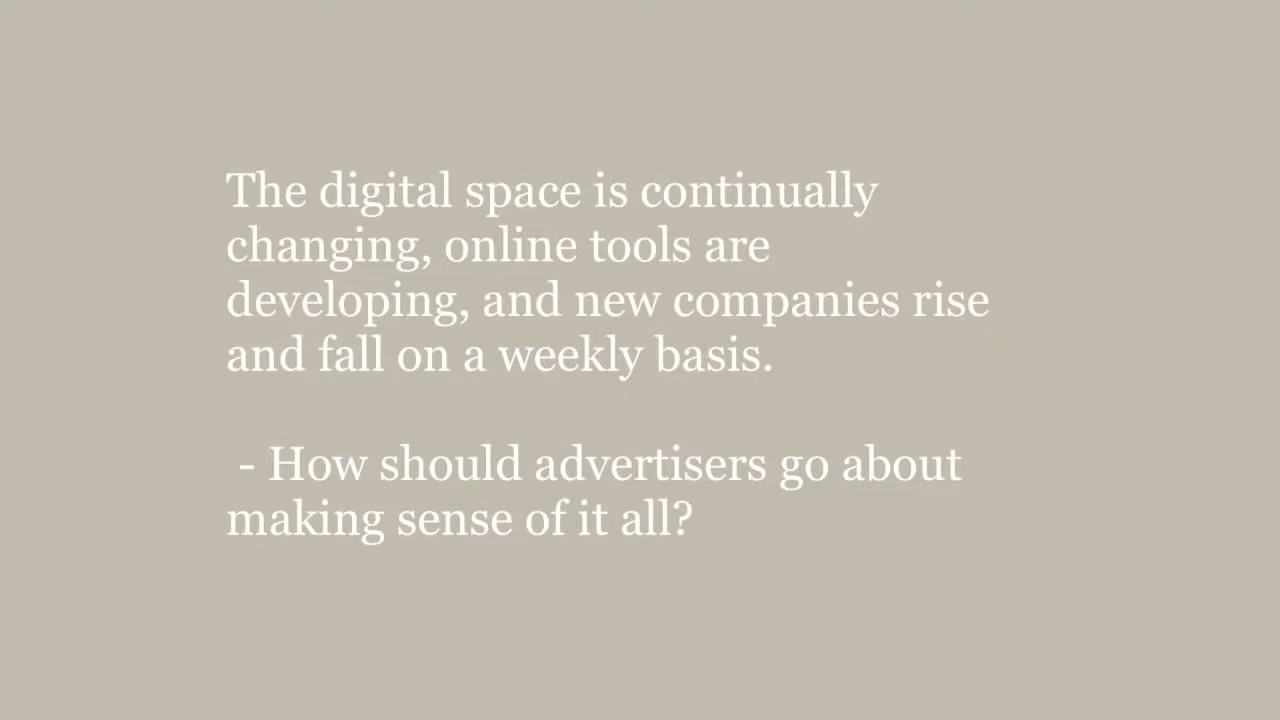 The digital space is continually
changing, online tools are
developing, and new companies rise
and fall on a weekly basis.
- How should advertisers go about
making sense of it all?